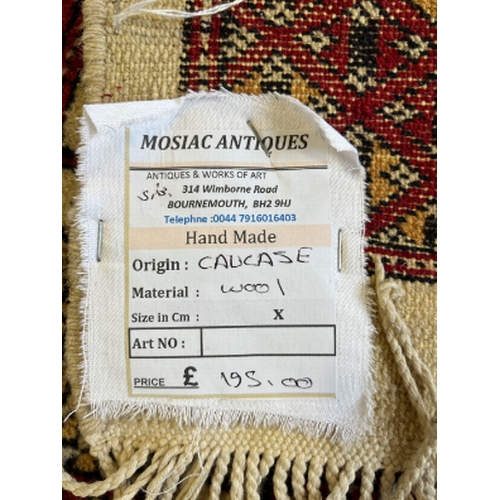 MOSIAC ANTIQUES
ANTIQUES & WORKS OF ART
314 Wimborne Road
BOURNEMOUTH, BH2 9HJ
Telephne :0044 7916016403
Hand Made
Origin : CAUCASE
Material : wool
Size in Cm : X
Art NO :
PRICE £ 195.00